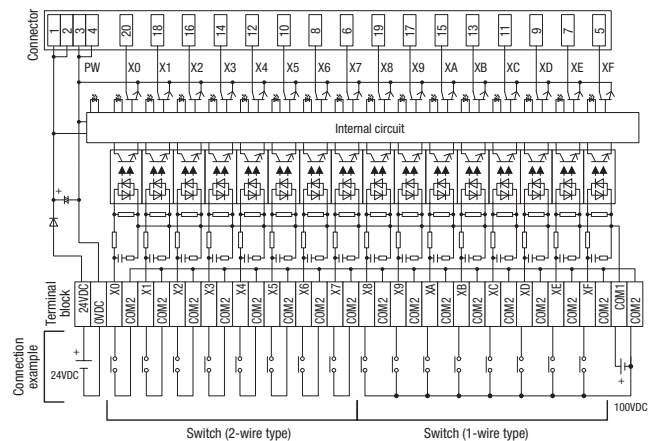 Connector
1 2 3 4 20 18 16 14 12 10 8 6 19 17 15 13 11 9 7 5
PW X0 X1 X2 X3 X4 X5 X6 X7 X8 X9 XA XB XC XD XE XF
Internal circuit
+
Terminal block
24VDC 0VDC X0 COM2 X1 COM2 X2 COM2 X3 COM2 X4 COM2 X5 COM2 X6 COM2 X7 COM2 X8 COM2 X9 COM2 XA COM2 XB COM2 XC COM2 XD COM2 XE COM2 XF COM2 COM1 COM2
Connection example
+
24VDC
+
100VDC
Switch (2-wire type) Switch (1-wire type)